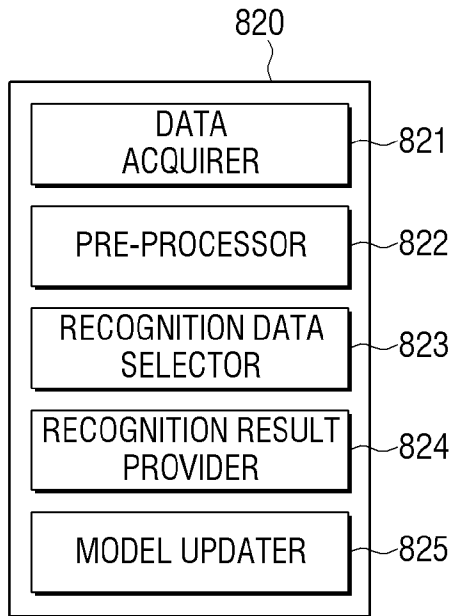 820
DATA
ACQUIRER
821
PRE-PROCESSOR
822
RECOGNITION DATA
SELECTOR
823
RECOGNITION RESULT
PROVIDER
824
MODEL UPDATER
825